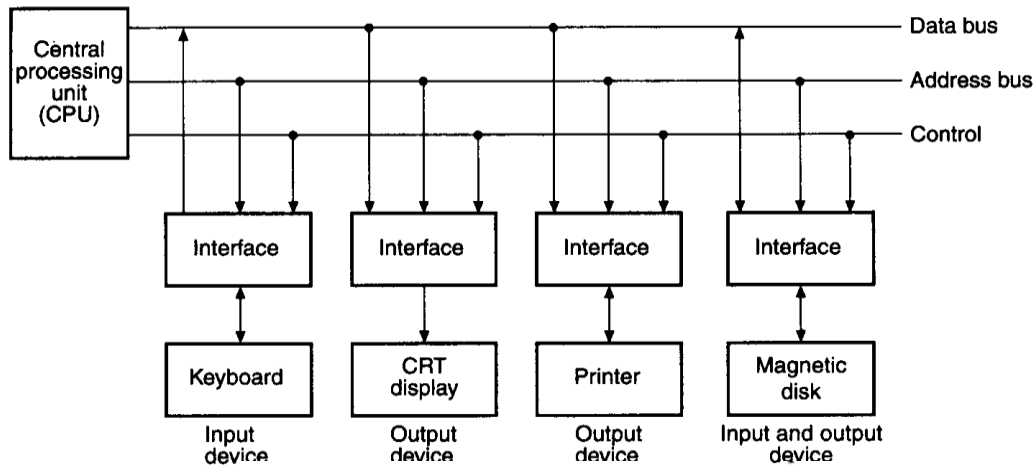 Central
processing
unit
(CPU)
Data bus
Address bus
Control
Interface
Interface
Interface
Interface
Keyboard
CRT
display
Printer
Magnetic
disk
Input
device
Output
device
Output
device
Input and output
device